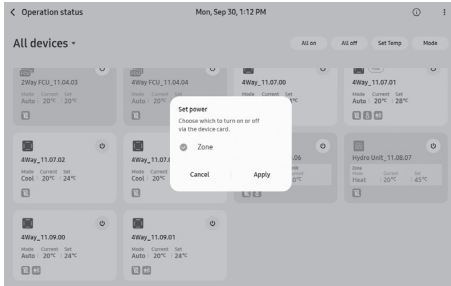 Operation status
Mon, Sep 30, 1:12 PM
All devices
All on
All off
Set Temp
Mode
2Way FCU_11.04.03
Mode Current Set
Auto 20°C 20°C
4Way FCU_11.04.04
Mode Current Set
Auto 20°C
4Way_11.07.00
4Way_11.07.01
Mode Current Set
Auto 20°C 28°C
Set power
Choose which to turn on or off
via the device card.
Zone
Cancel
Apply
4Way_11.07.02
Mode Current Set
Cool 20°C 24°C
Mode Current Set
Cool 20°C
Hydro Unit_11.08.07
Zone
Mode Current Set
Heat 20°C 45°C
4Way_11.09.00
Mode Current Set
Auto 20°C 24°C
4Way_11.09.01
Mode Current Set
Auto 20°C 24°C